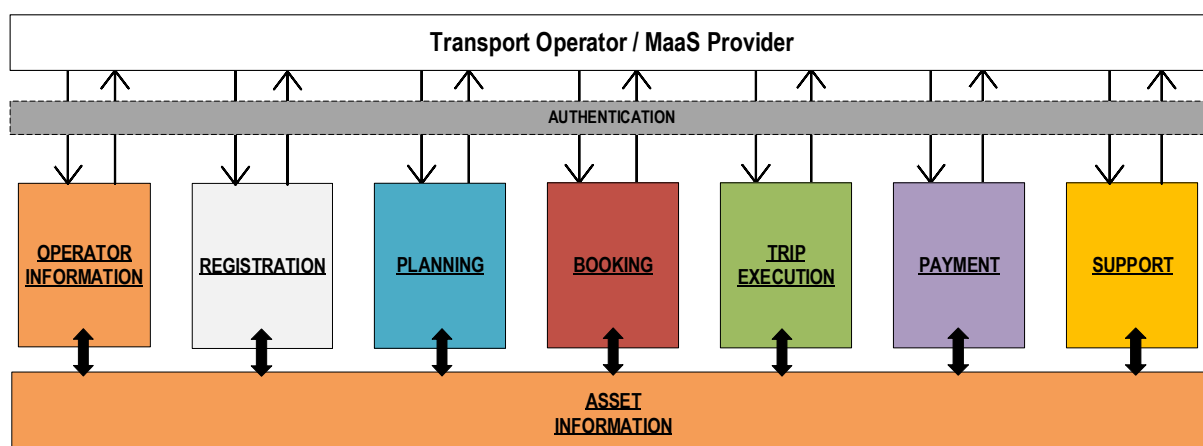 Transport Operator / MaaS Provider
AUTHENTICATION
OPERATOR
INFORMATION
REGISTRATION
PLANNING
BOOKING
TRIP
EXECUTION
PAYMENT
SUPPORT
ASSET
INFORMATION